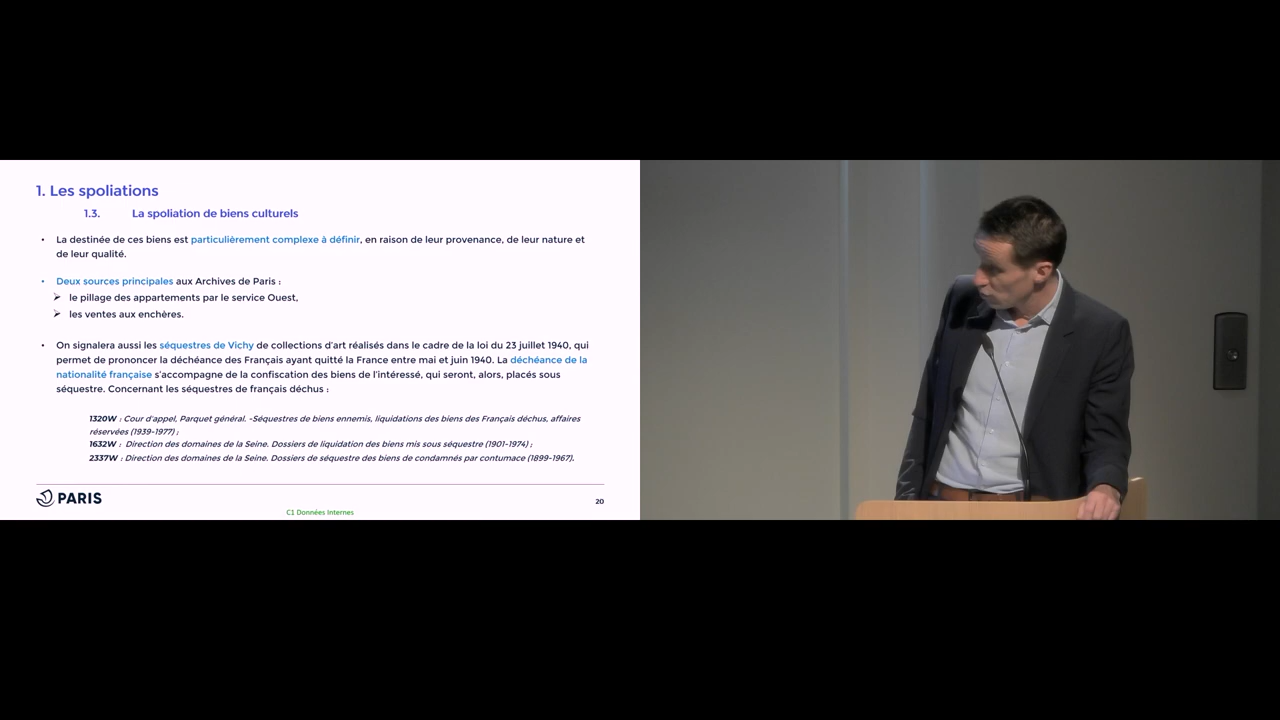 1. Les spoliations
1.3. La spoliation de biens culturels
• La destinée de ces biens est particulièrement complexe à définir, en raison de leur provenance, de leur nature et
de leur qualité.
• Deux sources principales aux Archives de Paris :
➢ le pillage des appartements par le service Ouest,
➢ les ventes aux enchères.
• On signalera aussi les séquestres de Vichy de collections d'art réalisés dans le cadre de la loi du 23 juillet 1940, qui
permet de prononcer la déchéance des Français ayant quitté la France entre mai et juin 1940. La déchéance de la
nationalité française s'accompagne de la confiscation des biens de l'intéressé, qui seront, alors, placés sous
séquestre. Concernant les séquestres de français déchus :
1320W : Cour d'appel, Parquet général. -Séquestres de biens ennemis, liquidations des biens des Français déchus, affaires
réservées (1939-1977) ;
1632W : Direction des domaines de la Seine. Dossiers de liquidation des biens mis sous séquestre (1901-1974) ;
2337W : Direction des domaines de la Seine. Dossiers de séquestre des biens de condamnés par contumace (1899-1967).
PARIS
20
C1 Données Internes